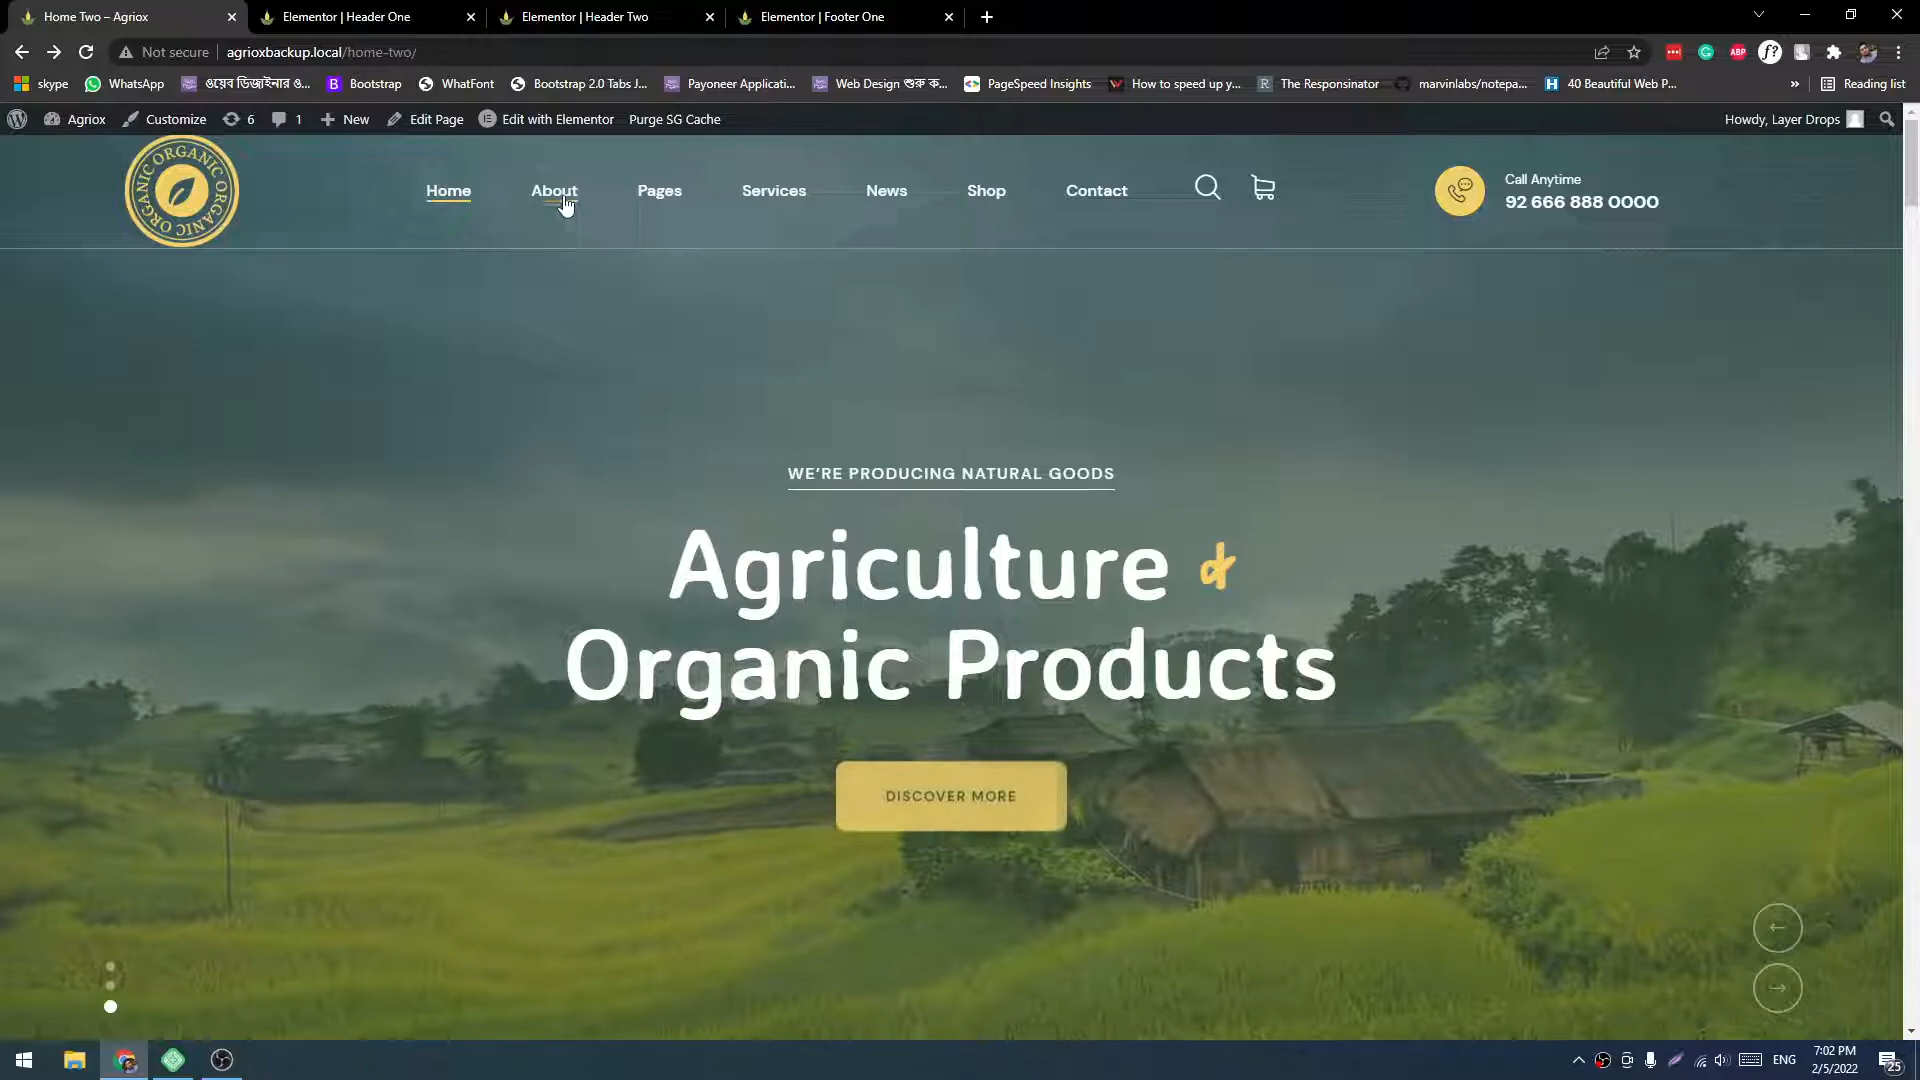 Home Two – Agriox
Elementor | Header One
Elementor | Header Two
Elementor | Footer One
Not secure
agrioxbackup.local/home-two/
skype
WhatsApp
ওয়েব ডিজাইনার ও...
Bootstrap
WhatFont
Bootstrap 2.0 Tabs J...
Payoneer Applicati...
Web Design শুরু ক...
PageSpeed Insights
How to speed up y...
The Responsinator
marvinlabs/notepa...
40 Beautiful Web P...
»
Reading list
Agriox
Customize
6
1
New
Edit Page
Edit with Elementor
Purge SG Cache
Howdy, Layer Drops
ORGANIC ORGANIC ORGANIC ORGANIC
Home
About
Pages
Services
News
Shop
Contact
Call Anytime
92 666 888 0000
WE'RE PRODUCING NATURAL GOODS
Agriculture &
Organic Products
DISCOVER MORE
ENG
7:02 PM
2/5/2022
25